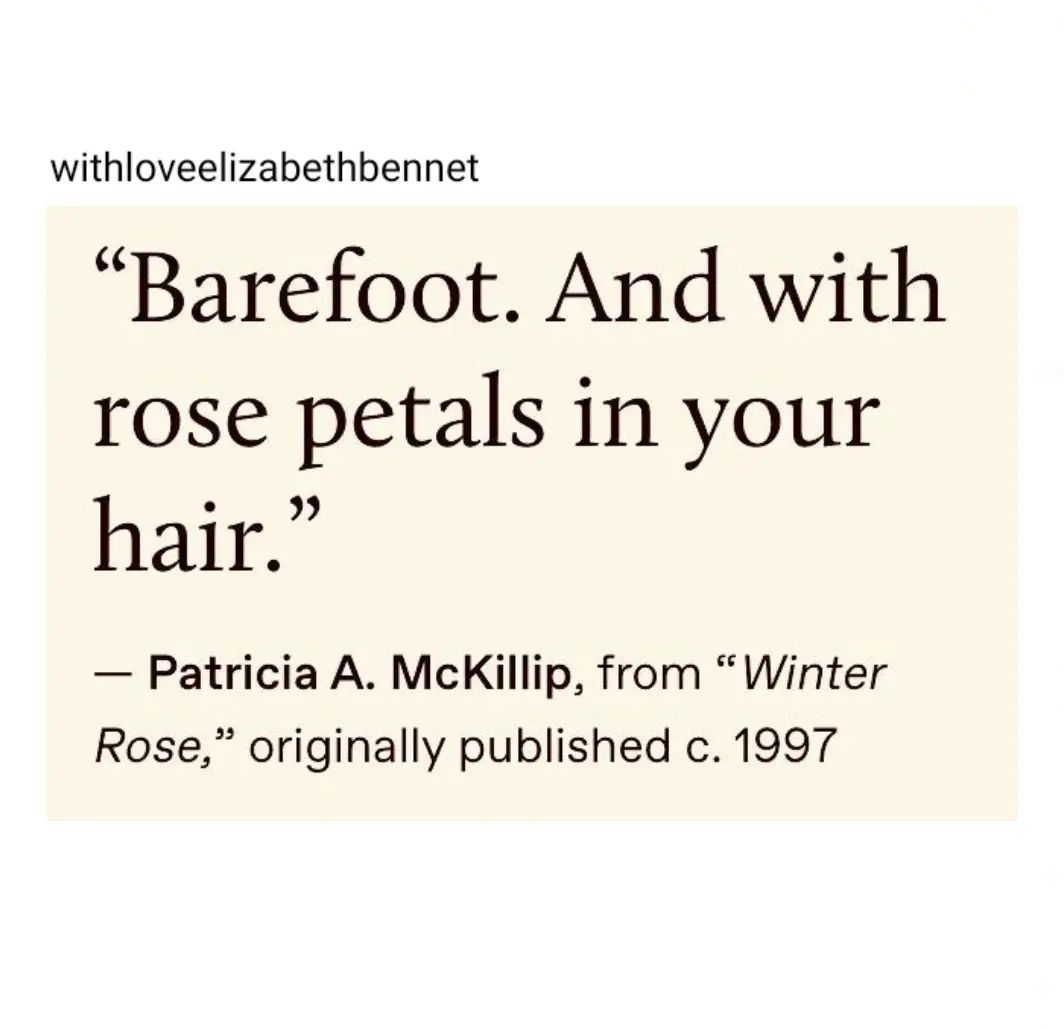 withloveelizabethbennet
“Barefoot. And with
rose petals in your
hair.”
— Patricia A. McKillip, from “Winter
Rose,” originally published c. 1997